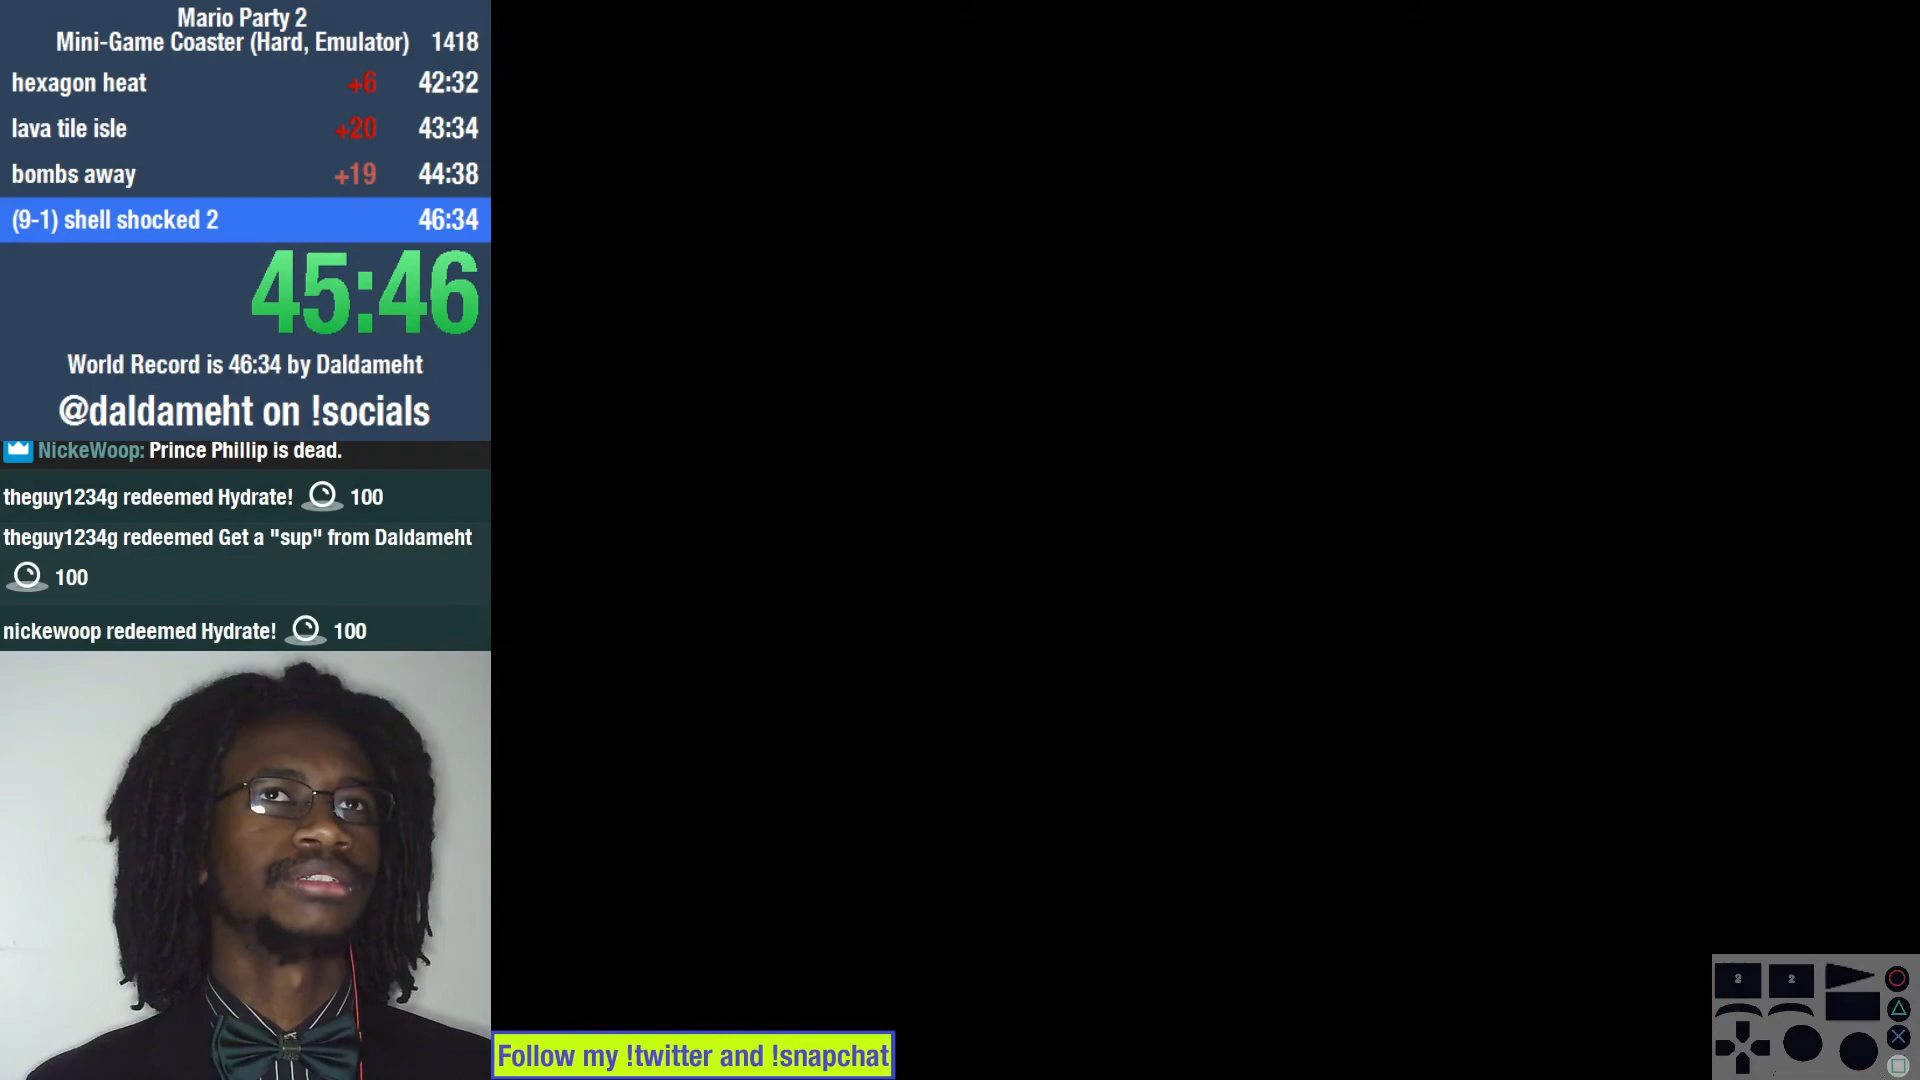 Mario Party 2
Mini-Game Coaster (Hard, Emulator) 1418
hexagon heat +6 42:32
lava tile isle +20 43:34
bombs away +19 44:38
(9-1) shell shocked 2 46:34
45:46
World Record is 46:34 by Daldameht
@daldameht on !socials
NickeWoop: Prince Phillip is dead.
theguy1234g redeemed Hydrate! 100
theguy1234g redeemed Get a "sup" from Daldameht
100
nickewoop redeemed Hydrate! 100
Follow my !twitter and !snapchat
2 2